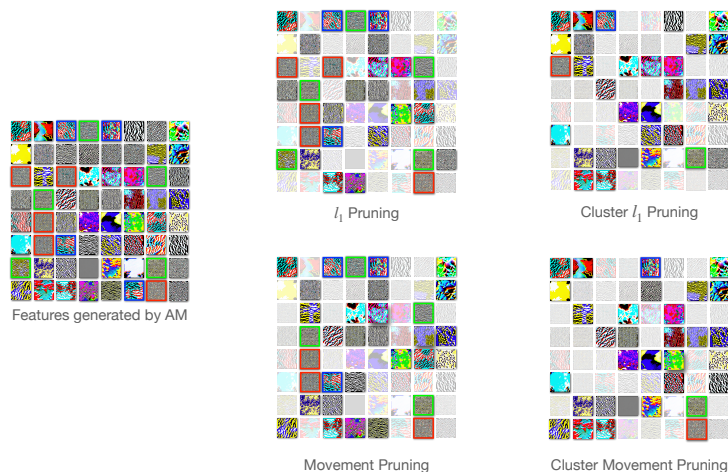 l₁ Pruning
Cluster l₁ Pruning
Features generated by AM
Movement Pruning
Cluster Movement Pruning